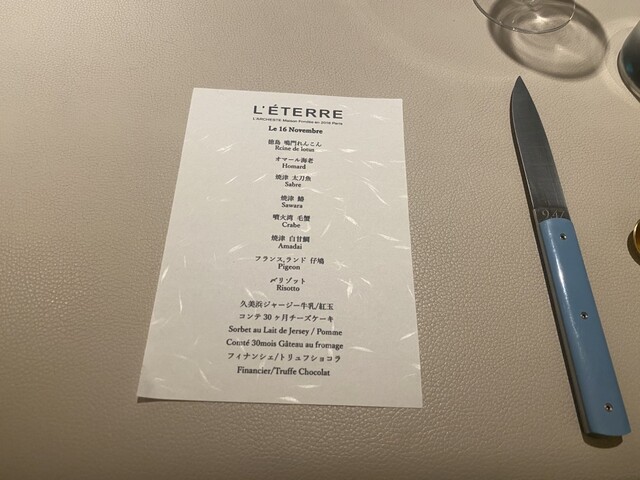 L'ÉTERRE
L'ARCHESTE Maison Fondée en 2016 Paris
Le 16 Novembre
徳島 鳴門れんこん
Reine de lotus
オマール海老
Homard
焼津 太刀魚
Sabre
焼津 鰆
Sawara
噴火湾 毛蟹
Crabe
焼津 白甘鯛
Amadai
フランス,ランド 仔鳩
Pigeon
〆リゾット
Risotto
久美浜ジャージー牛乳/紅玉
コンテ 30 ヶ月チーズケーキ
Sorbet au Lait de Jersey / Pomme
Comté 30mois Gâteau au fromage
フィナンシェ/トリュフショコラ
Financier/Truffe Chocolat